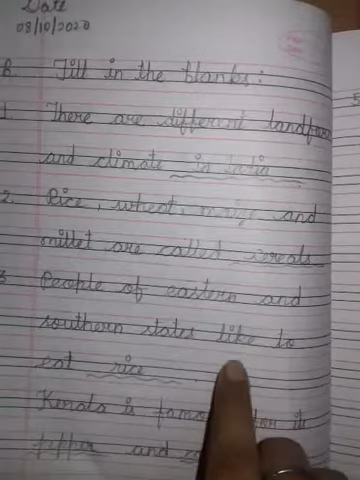 Date
08/10/2020
B. Fill in the blanks:
1. There are different landforms
and climate in India
2. Rice, wheat, maize and
millet are called cereals
3 People of eastern and
southern states like to
eat rice.
Kerala is famous for its
pepper and